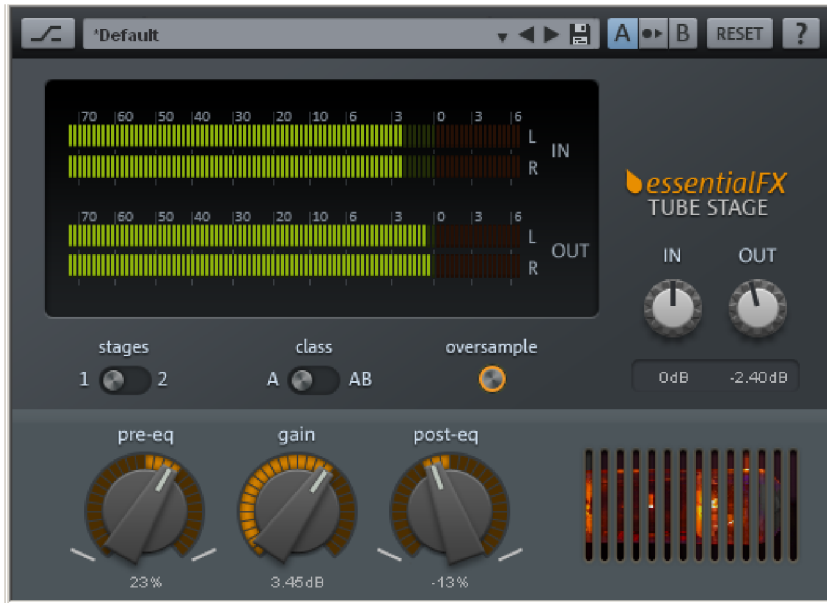 *Default A B RESET ?
70 60 50 40 30 20 10 6 3 0 3 6
L
IN
R
70 60 50 40 30 20 10 6 3 0 3 6
L
OUT
R
essentialFX
TUBE STAGE
IN OUT
0dB -2.40dB
stages class oversample
1 2 A AB
pre-eq gain post-eq
23% 3.45dB -13%